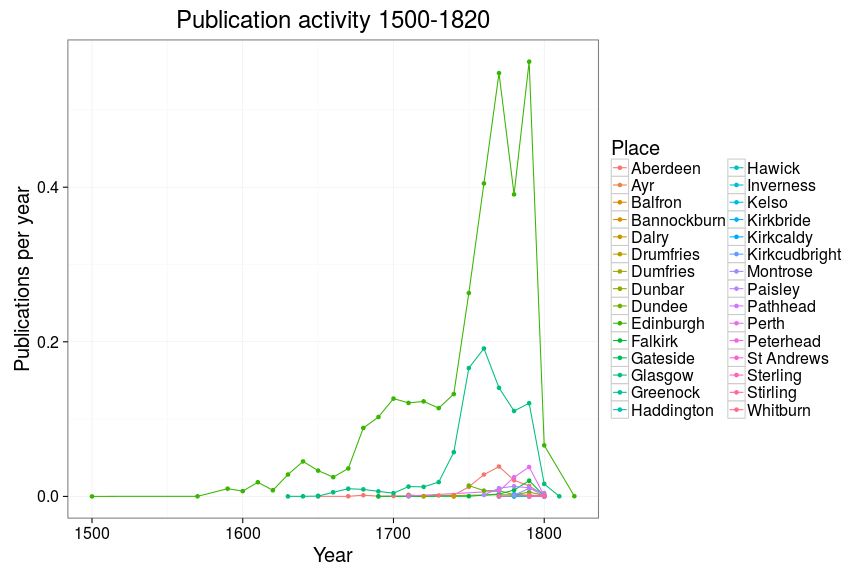 Publication activity 1500-1820
Publications per year
0.4
0.2
0.0
1500 1600 1700 1800
Year
Place
Aberdeen
Ayr
Balfron
Bannockburn
Dalry
Drumfries
Dumfries
Dunbar
Dundee
Edinburgh
Falkirk
Gateside
Glasgow
Greenock
Haddington
Hawick
Inverness
Kelso
Kirkbride
Kirkcaldy
Kirkcudbright
Montrose
Paisley
Pathhead
Perth
Peterhead
St Andrews
Sterling
Stirling
Whitburn